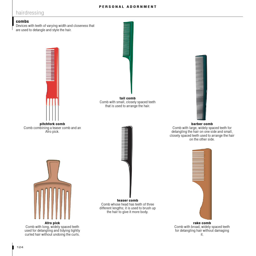 PERSONAL ADORNMENT
hairdressing
combs
Devices with teeth of varying width and closeness that
are used to detangle and style the hair.
tail comb
Comb with small, closely spaced teeth
that is used to arrange the hair.
pitchfork comb
Comb combining a teaser comb and an
Afro pick.
barber comb
Comb with large, widely spaced teeth for
detangling the hair on one side and small,
closely spaced teeth used to arrange the hair
on the other side.
teaser comb
Comb whose head has teeth of three
different lengths; it is used to brush up
the hair to give it more body.
Afro pick
Comb with long, widely spaced teeth
used for detangling and tidying tightly
curled hair without undoing the curls.
rake comb
Comb with broad, widely spaced teeth
for detangling hair without damaging
it.